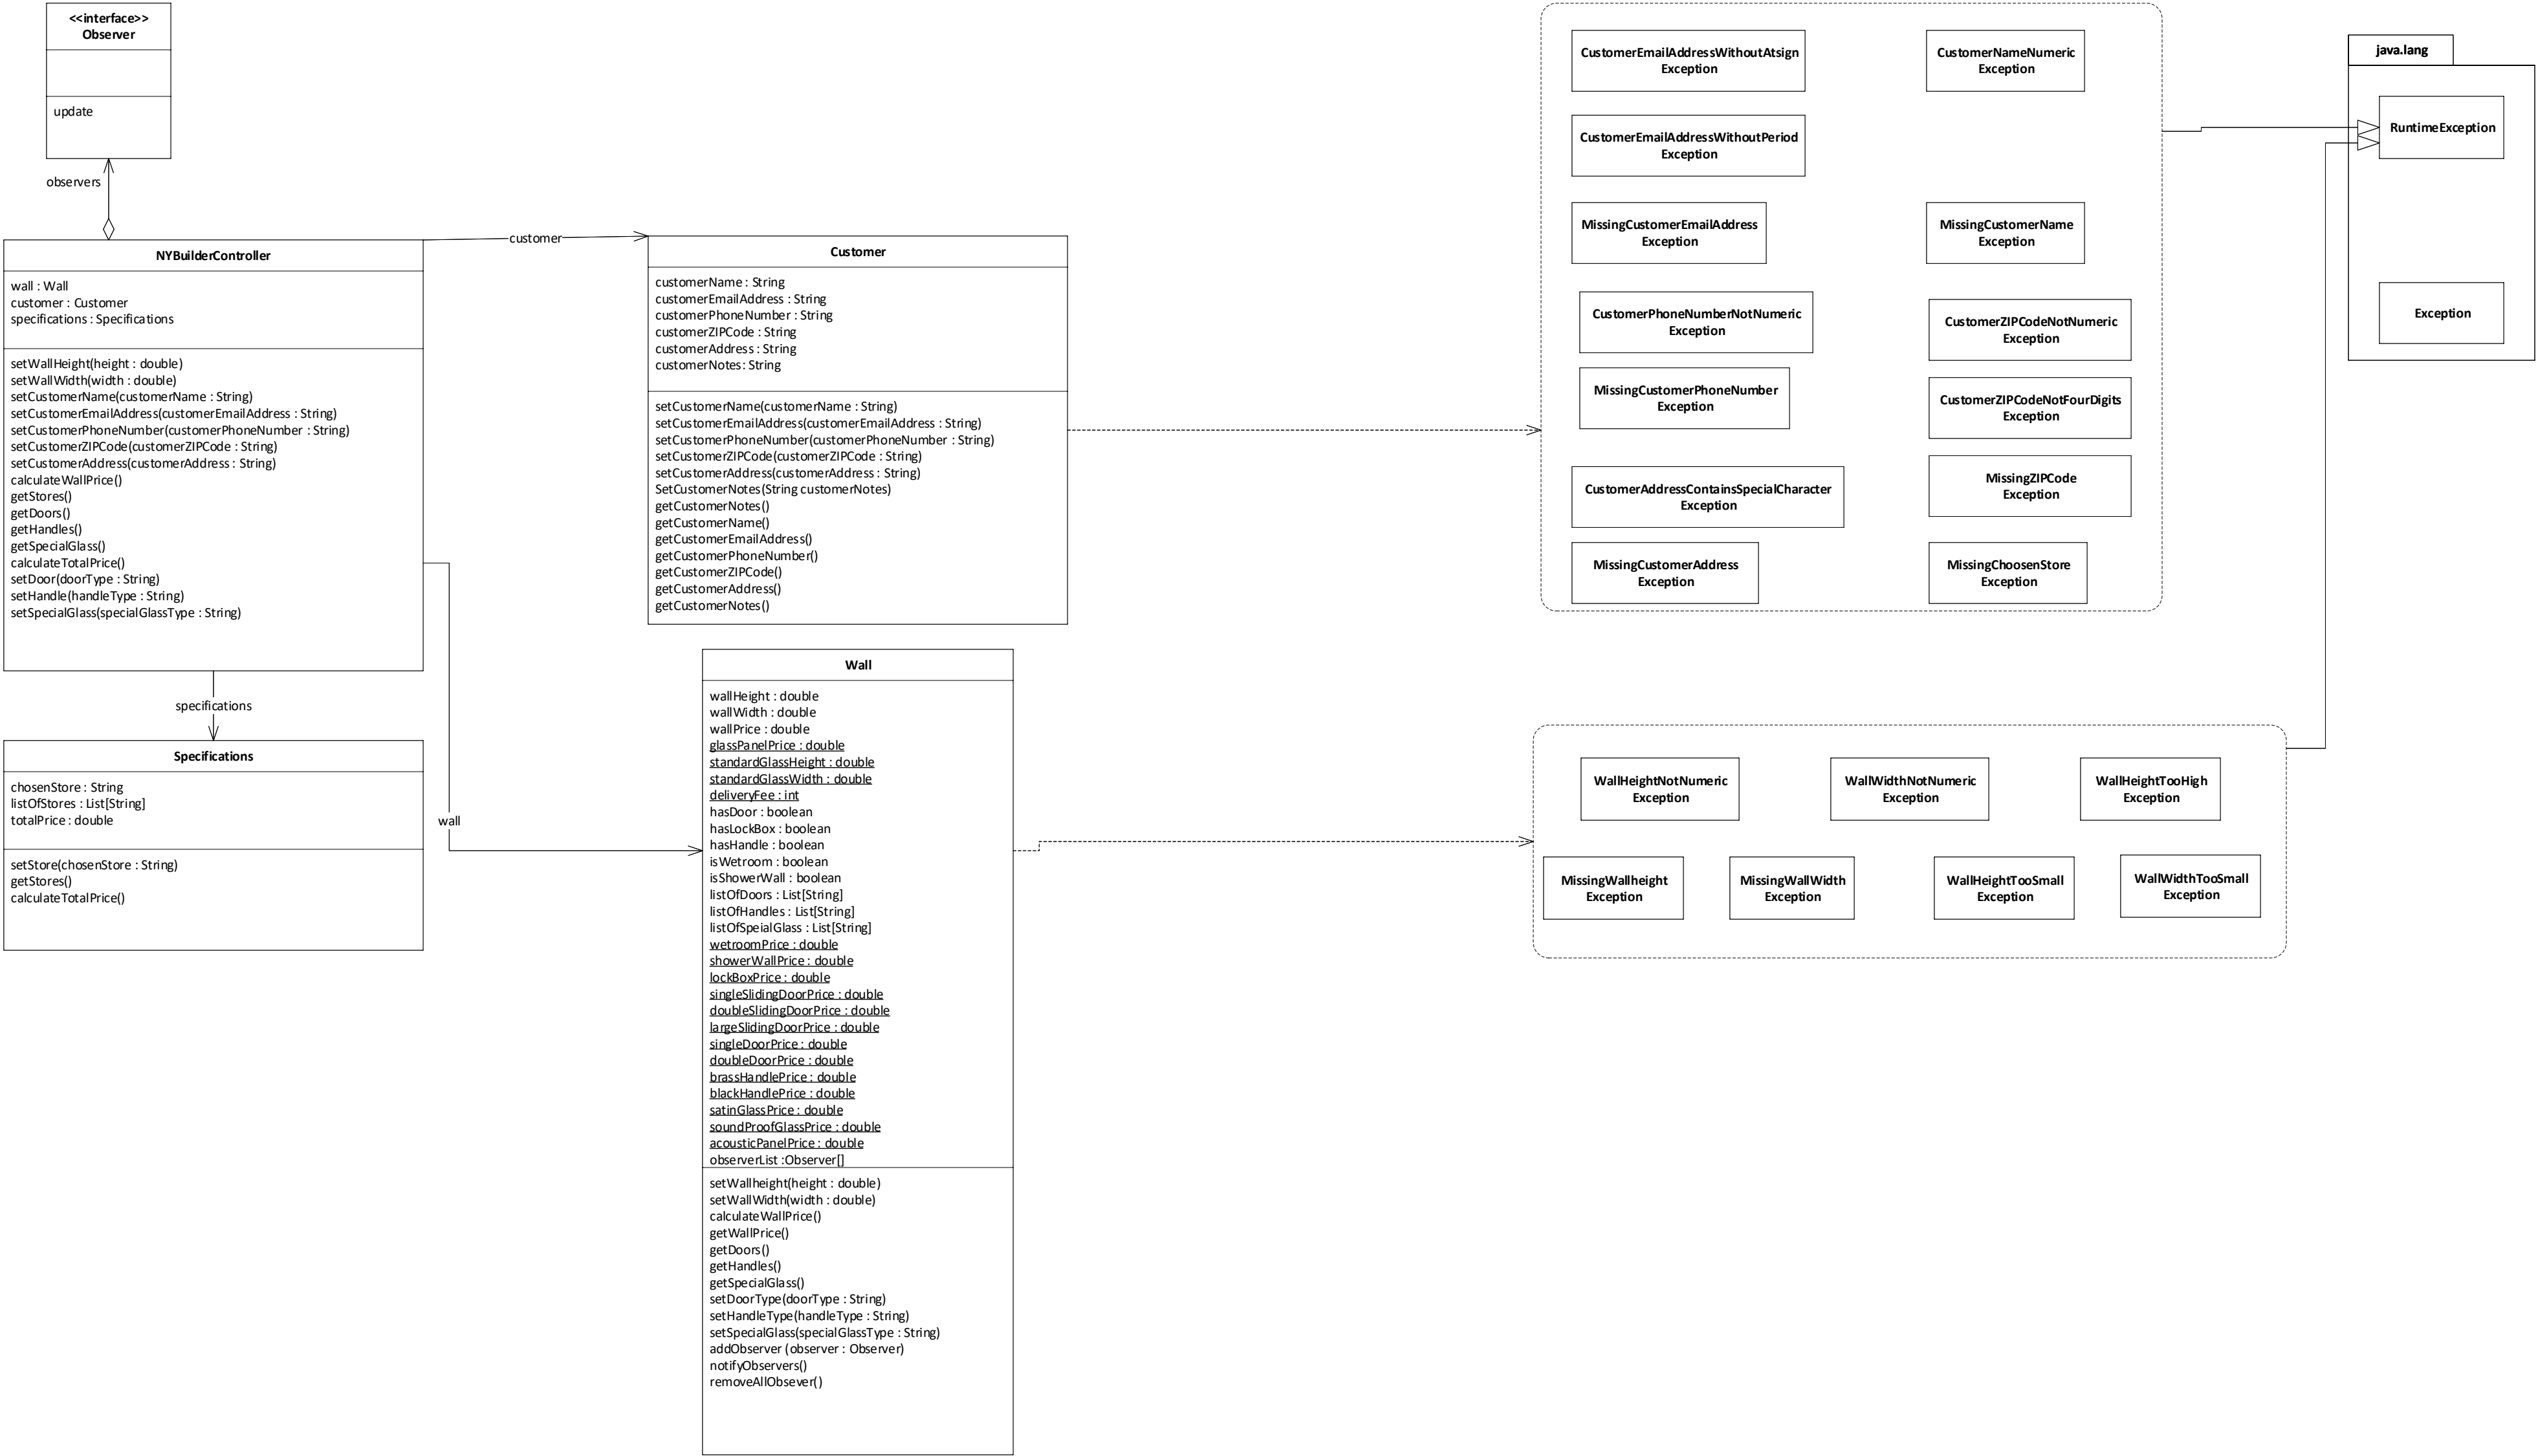 <<interface>>
Observer
update
observers
NYBuilderController
wall : Wall
customer : Customer
specifications : Specifications
setWallHeight(height : double)
setWallWidth(width : double)
setCustomerName(customerName : String)
setCustomerEmailAddress(customerEmailAddress : String)
setCustomerPhoneNumber(customerPhoneNumber : String)
setCustomerZIPCode(customerZIPCode : String)
setCustomerAddress(customerAddress : String)
calculateWallPrice()
getStores()
getDoors()
getHandles()
getSpecialGlass()
calculateTotalPrice()
setDoor(doorType : String)
setHandle(handleType : String)
setSpecialGlass(specialGlassType : String)
specifications
Specifications
chosenStore : String
listOfStores : List[String]
totalPrice : double
setStore(chosenStore : String)
getStores()
calculateTotalPrice()
customer
wall
Customer
customerName : String
customerEmailAddress : String
customerPhoneNumber : String
customerZIPCode : String
customerAddress : String
customerNotes: String
setCustomerName(customerName : String)
setCustomerEmailAddress(customerEmailAddress : String)
setCustomerPhoneNumber(customerPhoneNumber : String)
setCustomerZIPCode(customerZIPCode : String)
setCustomerAddress(customerAddress : String)
SetCustomerNotes(String customerNotes)
getCustomerNotes()
getCustomerName()
getCustomerEmailAddress()
getCustomerPhoneNumber()
getCustomerZIPCode()
getCustomerAddress()
getCustomerNotes()
Wall
wallHeight : double
wallWidth : double
wallPrice : double
glassPanelPrice : double
standardGlassHeight : double
standardGlassWidth : double
deliveryFee : int
hasDoor : boolean
hasLockBox : boolean
hasHandle : boolean
isWetroom : boolean
isShowerWall : boolean
listOfDoors : List[String]
listOfHandles : List[String]
listOfSpeialGlass : List[String]
wetroomPrice : double
showerWallPrice : double
lockBoxPrice : double
singleSlidingDoorPrice : double
doubleSlidingDoorPrice : double
largeSlidingDoorPrice : double
singleDoorPrice : double
doubleDoorPrice : double
brassHandlePrice : double
blackHandlePrice : double
satinGlassPrice : double
soundProofGlassPrice : double
acousticPanelPrice : double
observerList :Observer[]
setWallheight(height : double)
setWallWidth(width : double)
calculateWallPrice()
getWallPrice()
getDoors()
getHandles()
getSpecialGlass()
setDoorType(doorType : String)
setHandleType(handleType : String)
setSpecialGlass(specialGlassType : String)
addObserver (observer : Observer)
notifyObservers()
removeAllObsever()
CustomerEmailAddressWithoutAtsign
Exception
CustomerNameNumeric
Exception
CustomerEmailAddressWithoutPeriod
Exception
MissingCustomerEmailAddress
Exception
MissingCustomerName
Exception
CustomerPhoneNumberNotNumeric
Exception
CustomerZIPCodeNotNumeric
Exception
MissingCustomerPhoneNumber
Exception
CustomerZIPCodeNotFourDigits
Exception
CustomerAddressContainsSpecialCharacter
Exception
MissingZIPCode
Exception
MissingCustomerAddress
Exception
MissingChoosenStore
Exception
WallHeightNotNumeric
Exception
WallWidthNotNumeric
Exception
WallHeightTooHigh
Exception
MissingWallheight
Exception
MissingWallWidth
Exception
WallHeightTooSmall
Exception
WallWidthTooSmall
Exception
java.lang
RuntimeException
Exception